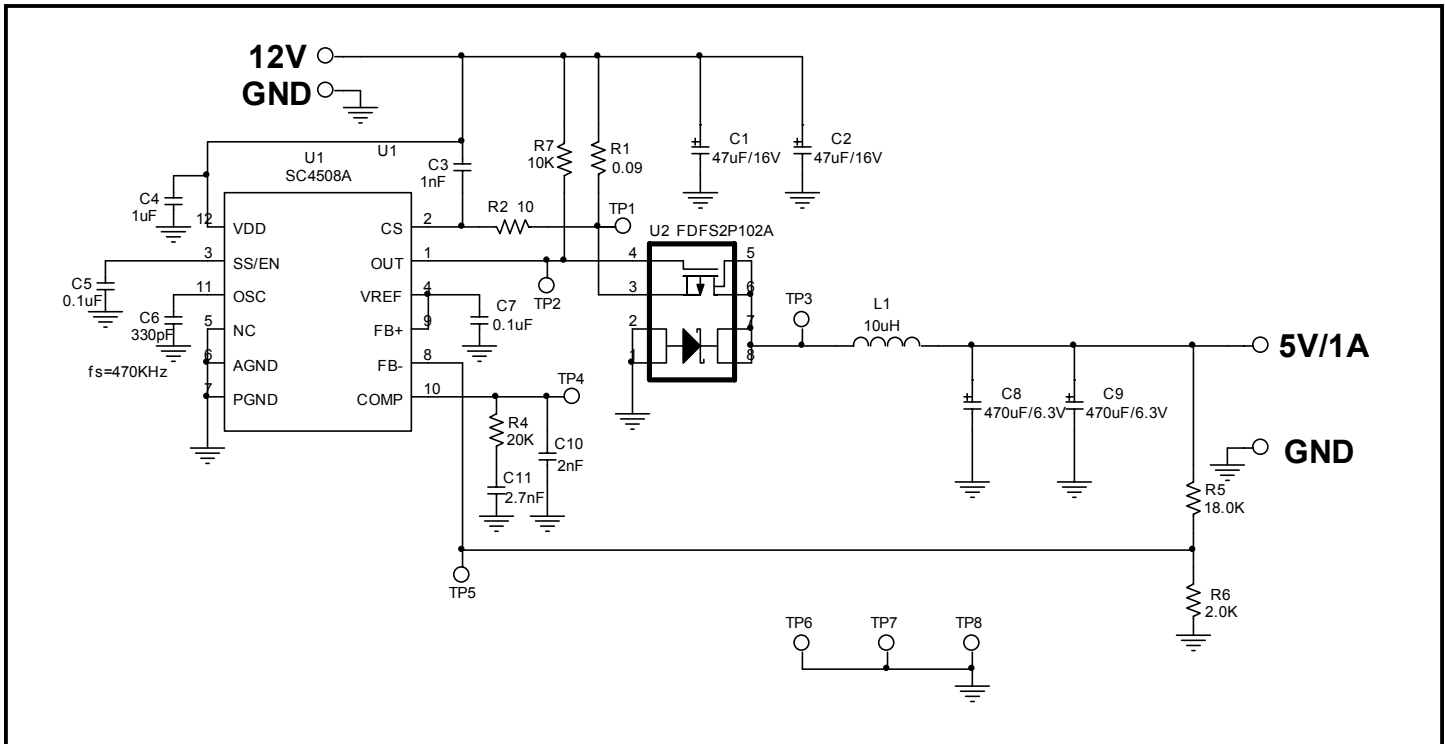 12V
GND
U1
SC4508A
U1
C4
1uF
C3
1nF
R7
10K
R1
0.09
C1
47uF/16V
C2
47uF/16V
R2 10
TP1
U2 FDFS2P102A
12
VDD
CS
2
3
SS/EN
OUT
1
11
OSC
VREF
4
5
NC
FB+
9
6
AGND
FB-
8
7
PGND
COMP
10
C5
0.1uF
C6
330pF
fs=470KHz
C7
0.1uF
TP2
4
3
2
1
5
6
7
8
TP3
L1
10uH
5V/1A
C8
470uF/6.3V
C9
470uF/6.3V
GND
TP4
R4
20K
C10
2nF
C11
2.7nF
R5
18.0K
TP5
R6
2.0K
TP6
TP7
TP8